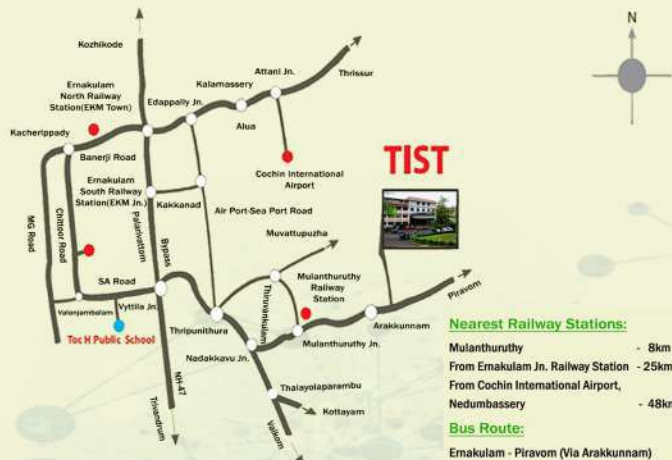 N
Kozhikode
Attani Jn.
Thrissur
Kalamassery
Ernakulam
North Railway
Station(EKM Town)
Edappally Jn.
Kacherippady
Alua
Banerji Road
TIST
Cochin International
Airport
Ernakulam
South Railway
Station(EKM Jn.)
Kakkanad
Air Port-Sea Port Road
MG Road
Chittoor Road
Palarivattom
Bypass
Muvattupuzha
Mulanthuruthy
Railway
Station
SA Road
Thiruvankulam
Piravom
Valanjambalam
Vyttila Jn.
Toc H Public School
Thripunithura
Arakkunnam
Mulanthuruthy Jn.
Nadakkavu Jn.
NH-47
Trivandrum
Thalayolaparambu
Kottayam
Vaikom
Nearest Railway Stations:
Mulanthuruthy - 8km
From Ernakulam Jn. Railway Station - 25km
From Cochin International Airport,
Nedumbassery - 48km
Bus Route:
Ernakulam - Piravom (Via Arakkunnam)